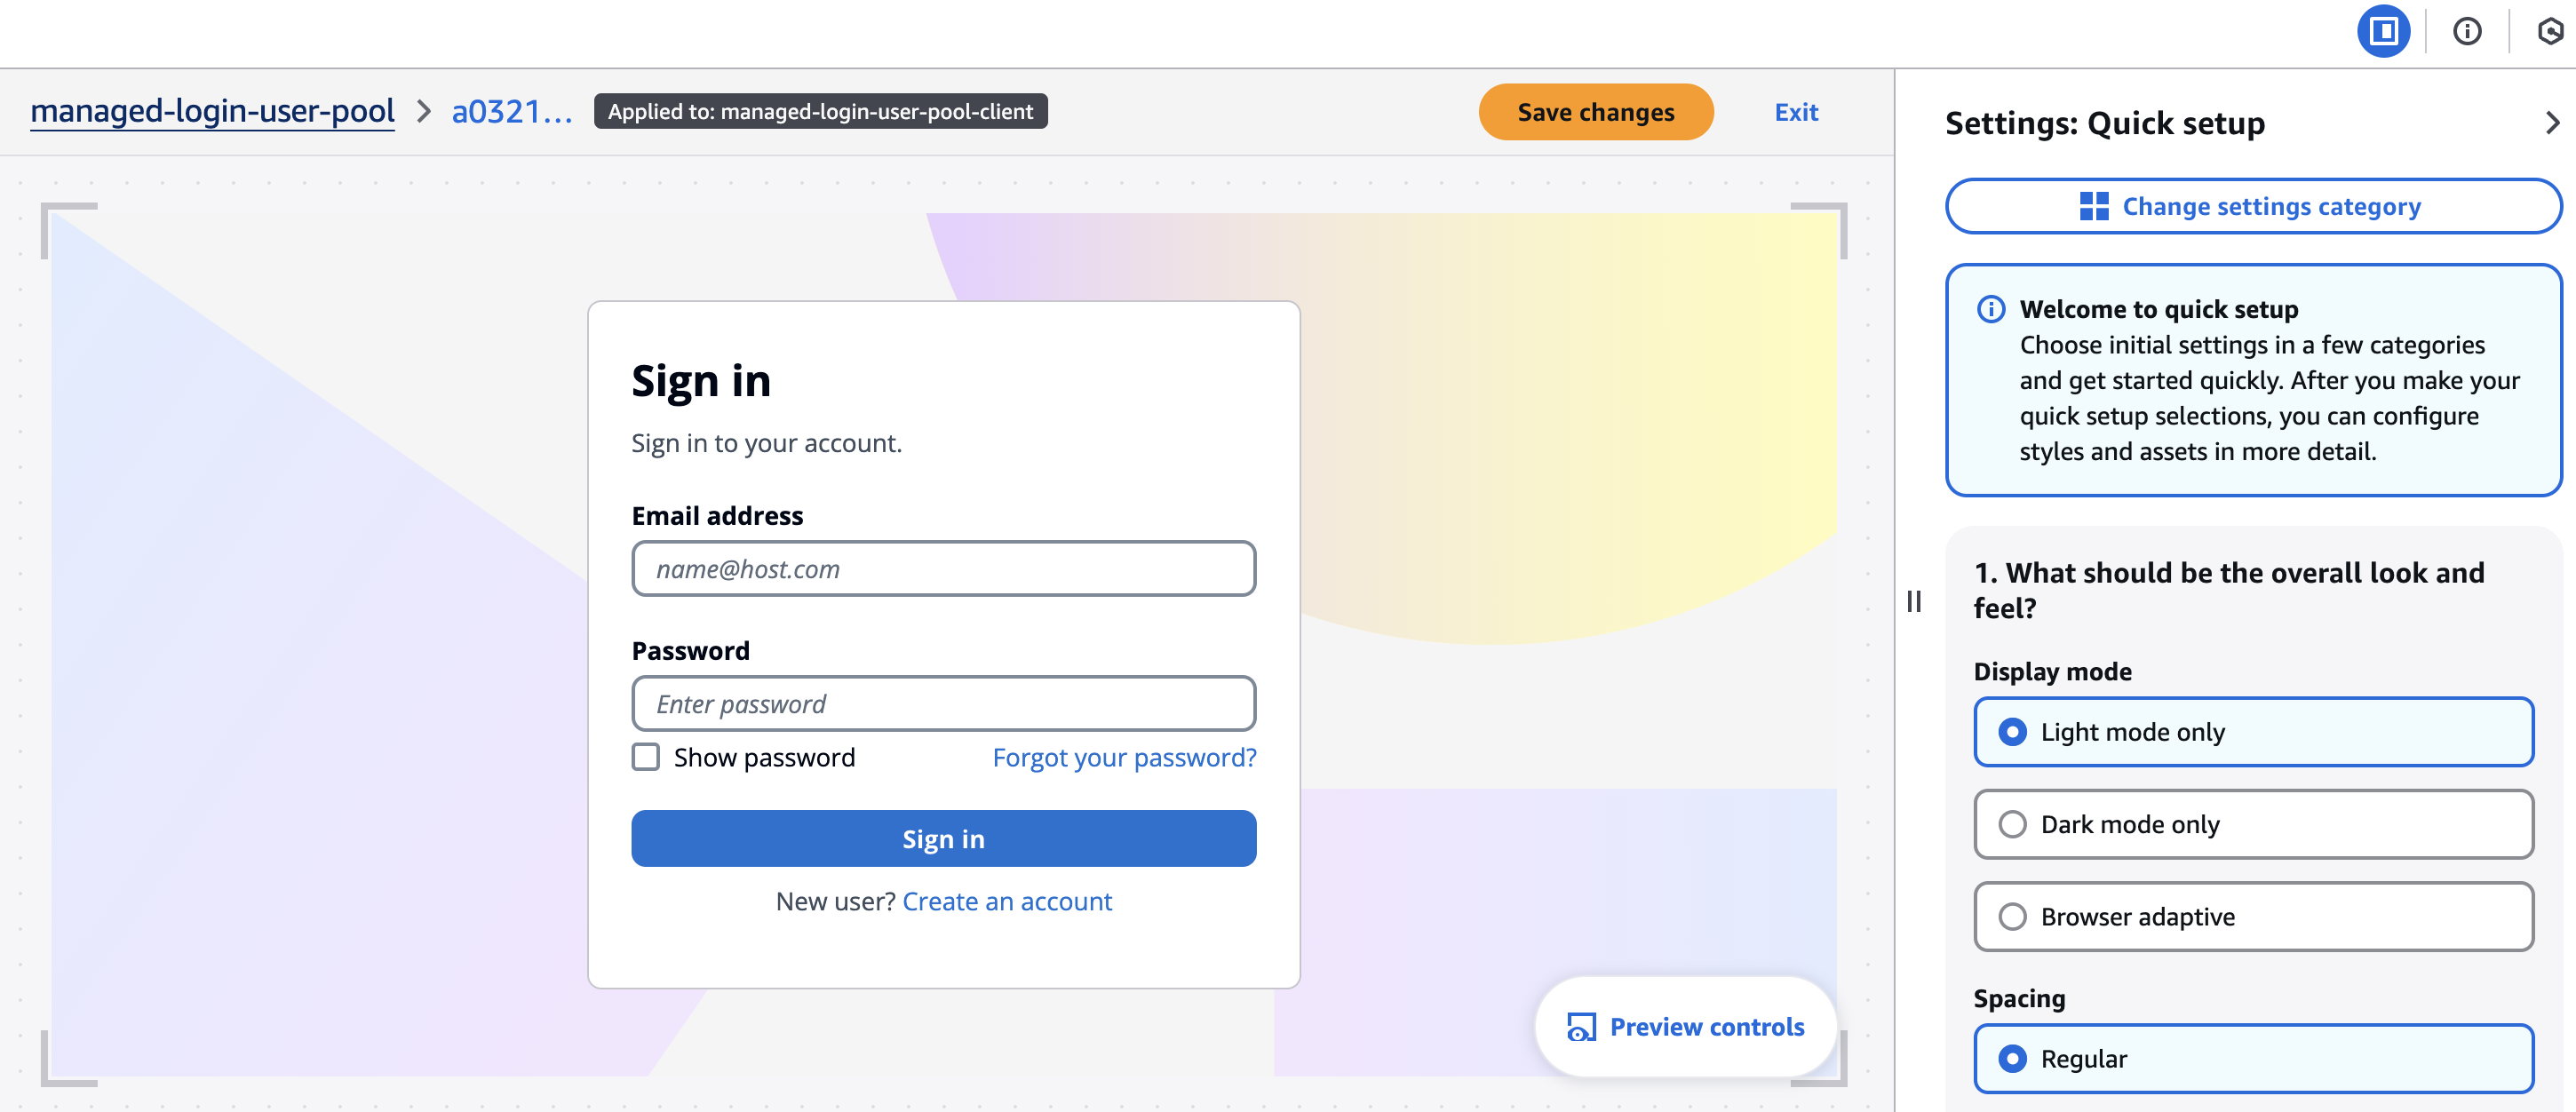 managed-login-user-pool > a0321... Applied to: managed-login-user-pool-client Save changes Exit
Sign in
Sign in to your account.
Email address
name@host.com
Password
Enter password
Show password Forgot your password?
Sign in
New user? Create an account
Preview controls
Settings: Quick setup
Change settings category
Welcome to quick setup
Choose initial settings in a few categories
and get started quickly. After you make your
quick setup selections, you can configure
styles and assets in more detail.
1. What should be the overall look and
feel?
Display mode
Light mode only
Dark mode only
Browser adaptive
Spacing
Regular